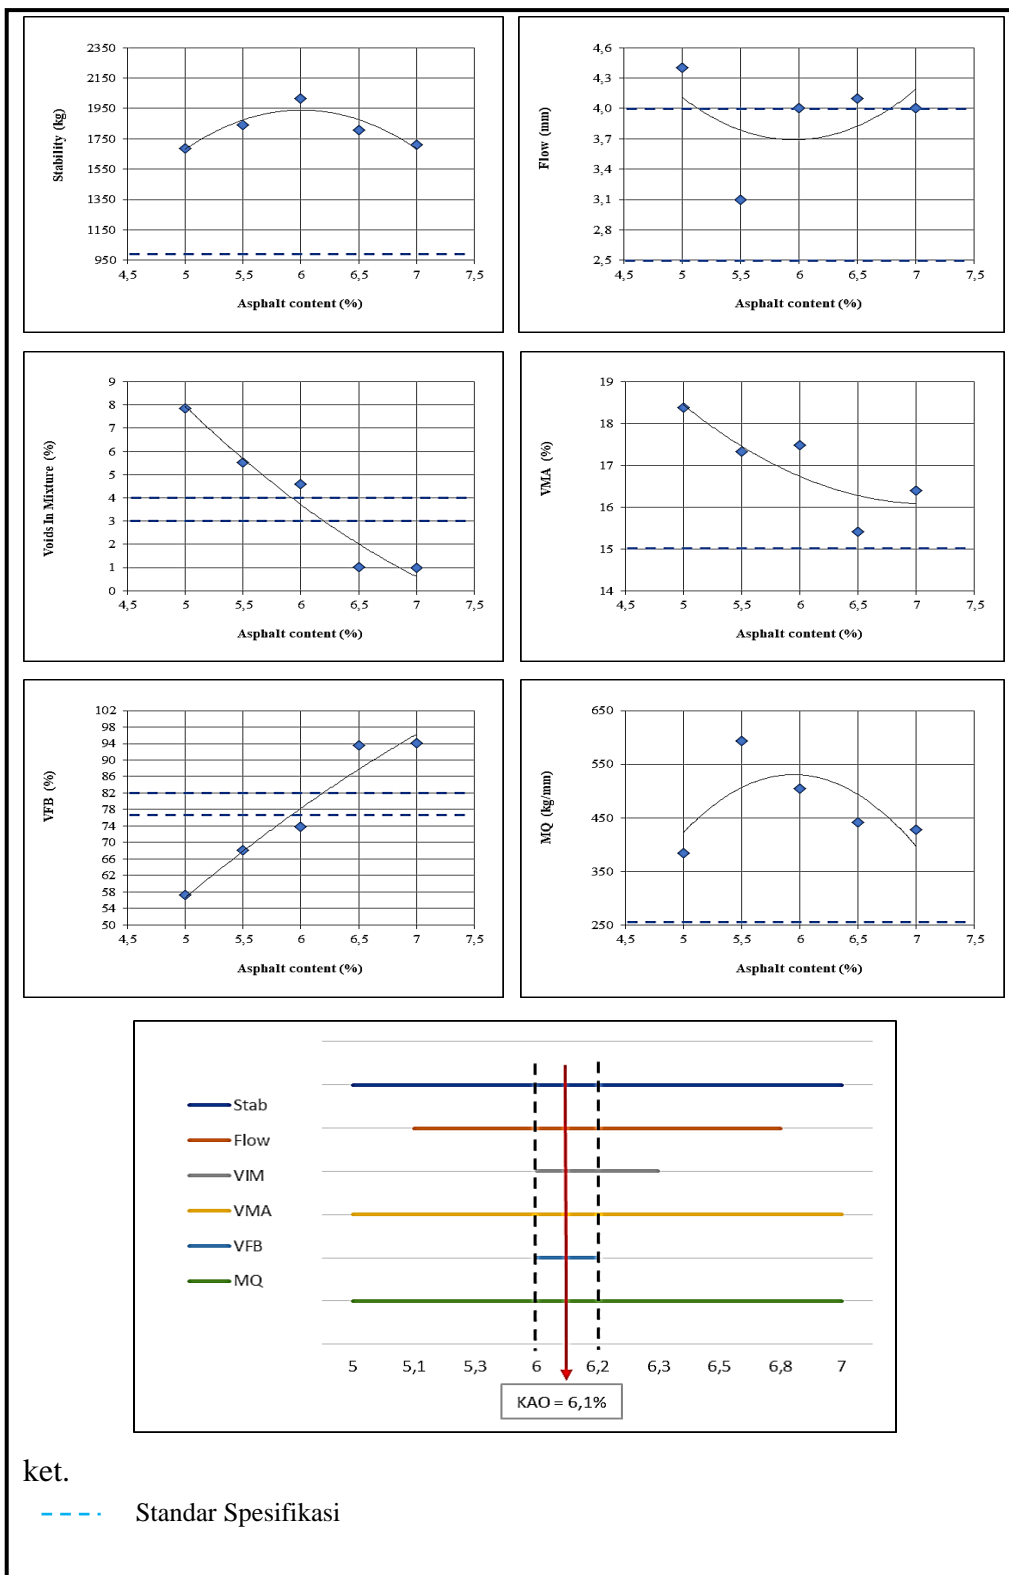 2350
2150
1950
1750
1550
1350
1150
950
4,5 5 5,5 6 6,5 7 7,5
Stability (kg)
Asphalt content (%)
4,6
4,3
4,0
3,7
3,4
3,1
2,8
2,5
4,5 5 5,5 6 6,5 7 7,5
Flow (mm)
Asphalt content (%)
9
8
7
6
5
4
3
2
1
0
4,5 5 5,5 6 6,5 7 7,5
Voids In Mixture (%)
Asphalt content (%)
19
18
17
16
15
14
4,5 5 5,5 6 6,5 7 7,5
VMA (%)
Asphalt content (%)
102
98
94
90
86
82
78
74
70
66
62
58
54
50
4,5 5 5,5 6 6,5 7 7,5
VFB (%)
Asphalt content (%)
650
550
450
350
250
4,5 5 5,5 6 6,5 7 7,5
MQ (kg/mm)
Asphalt content (%)
Stab
Flow
VIM
VMA
VFB
MQ
5 5,1 5,3 6 6,2 6,3 6,5 6,8 7
KAO = 6,1%
ket.
Standar Spesifikasi